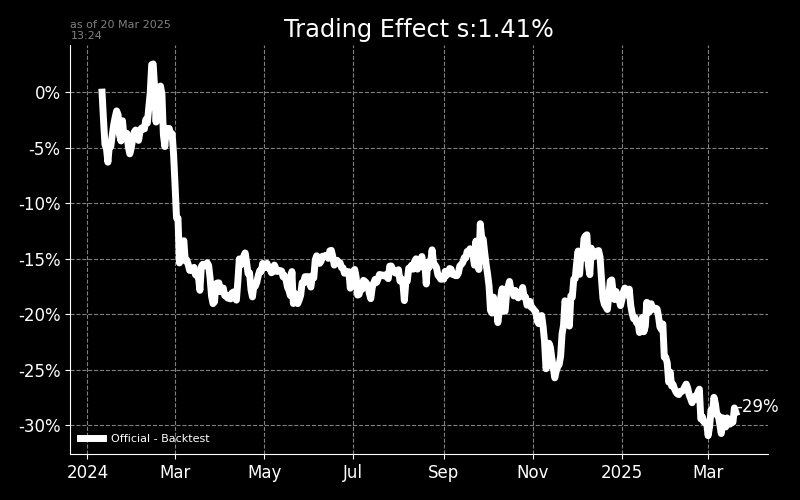 as of 20 Mar 2025
13:24
Trading Effect s:1.41%
0%
-5%
-10%
-15%
-20%
-25%
-30%
-29%
Official - Backtest
2024 Mar May Jul Sep Nov 2025 Mar